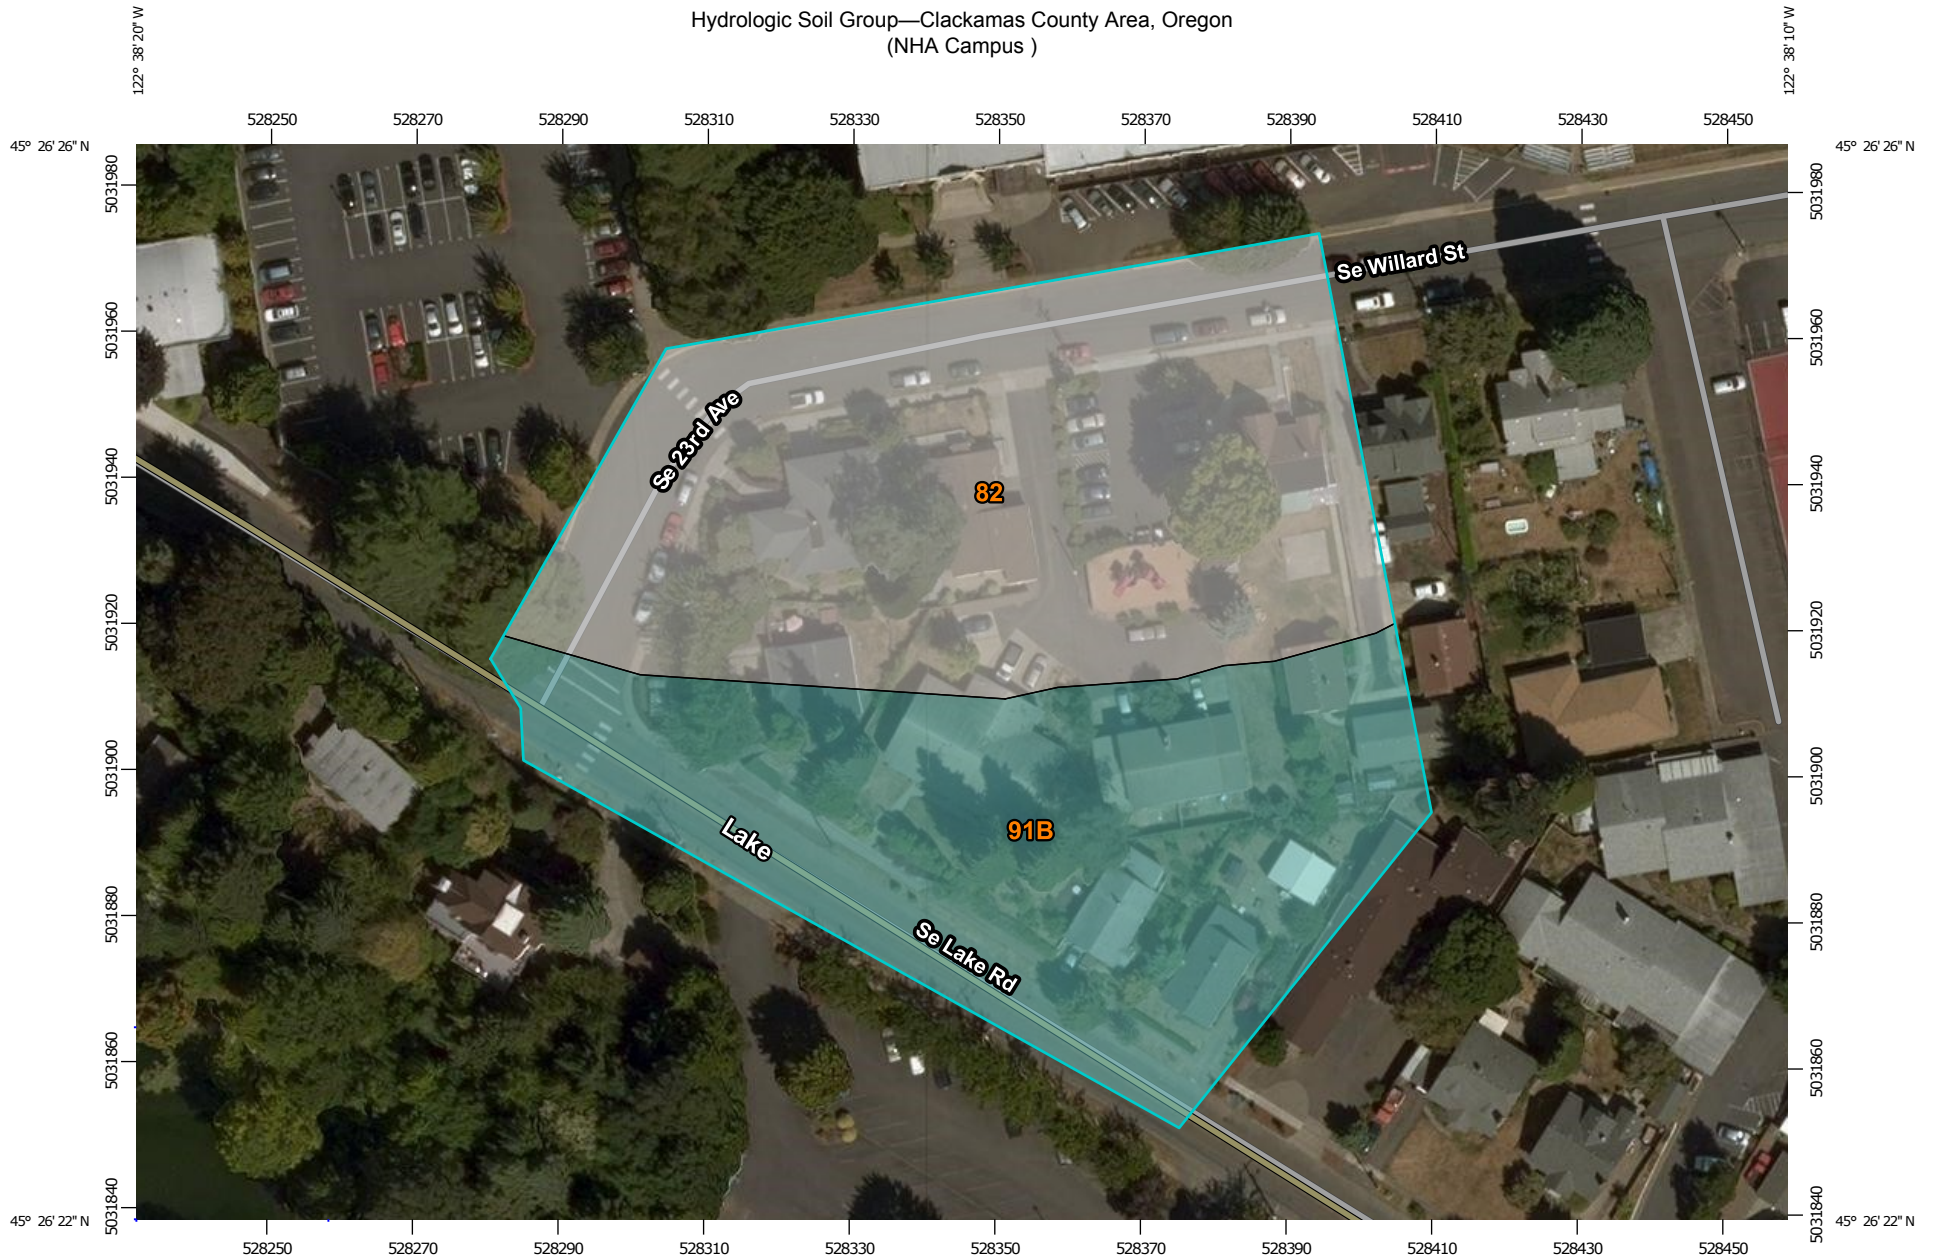 Hydrologic Soil Group—Clackamas County Area, Oregon
(NHA Campus )
122° 38' 20'' W
122° 38' 10'' W
528250 528270 528290 528310 528330 528350 528370 528390 528410 528430 528450
45° 26' 26'' N
45° 26' 26'' N
5031980
5031980
Se Willard St
5031960
5031960
Se 23rd Ave
5031940
5031940
82
5031920
5031920
5031900
5031900
Lake
91B
5031880
5031880
Se Lake Rd
5031860
5031860
5031840
5031840
45° 26' 22'' N
45° 26' 22'' N
528250 528270 528290 528310 528330 528350 528370 528390 528410 528430 528450